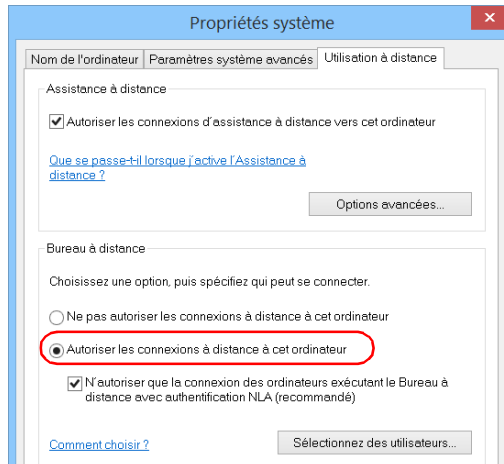 Propriétés système
Nom de l'ordinateur Paramètres système avancés Utilisation à distance
Assistance à distance
Autoriser les connexions d'assistance à distance vers cet ordinateur
Que se passe-t-il lorsque j'active l'Assistance à
distance ?
Options avancées...
Bureau à distance
Choisissez une option, puis spécifiez qui peut se connecter.
Ne pas autoriser les connexions à distance à cet ordinateur
Autoriser les connexions à distance à cet ordinateur
N'autoriser que la connexion des ordinateurs exécutant le Bureau à
distance avec authentification NLA (recommandé)
Comment choisir ?
Sélectionnez des utilisateurs...